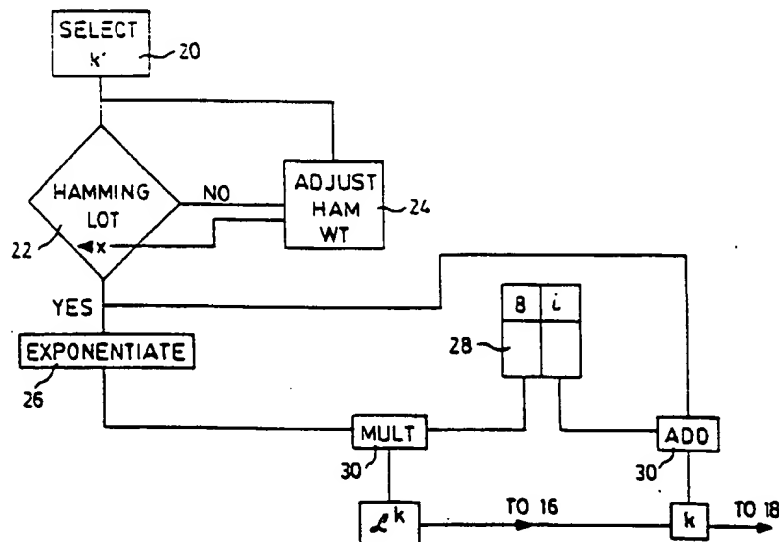 SELECT
k'
20
HAMMING
LOT
x
22
NO
ADJUST
HAM
WT
24
YES
EXPONENTIATE
26
8 i
28
MULT
30
ADD
30
ℒ^k
TO 16
k
TO 18